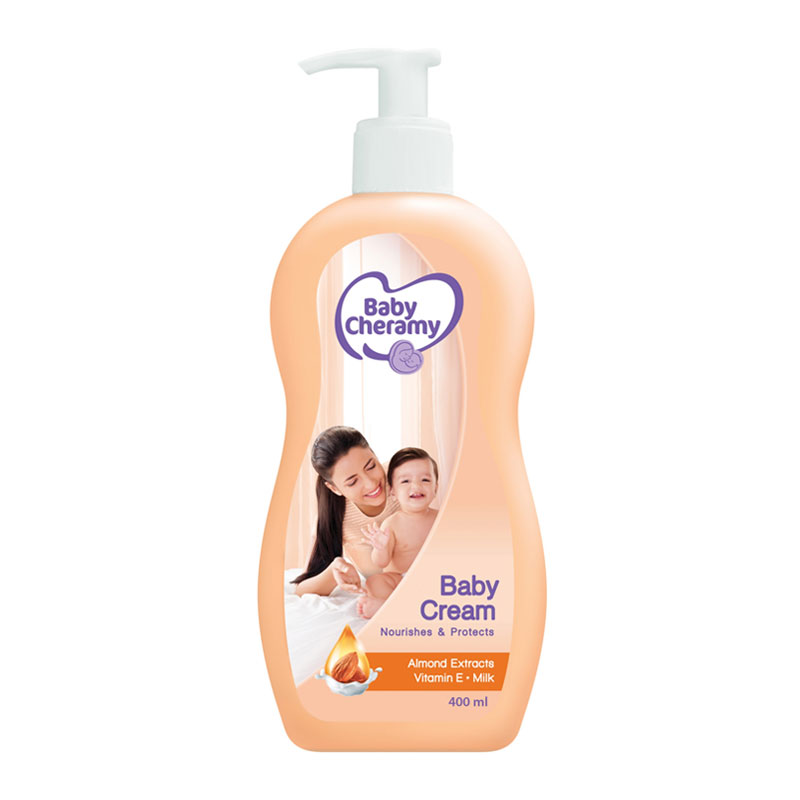 Baby
Cheramy
Baby
Cream
Nourishes & Protects
Almond Extracts
Vitamin E • Milk
400 ml